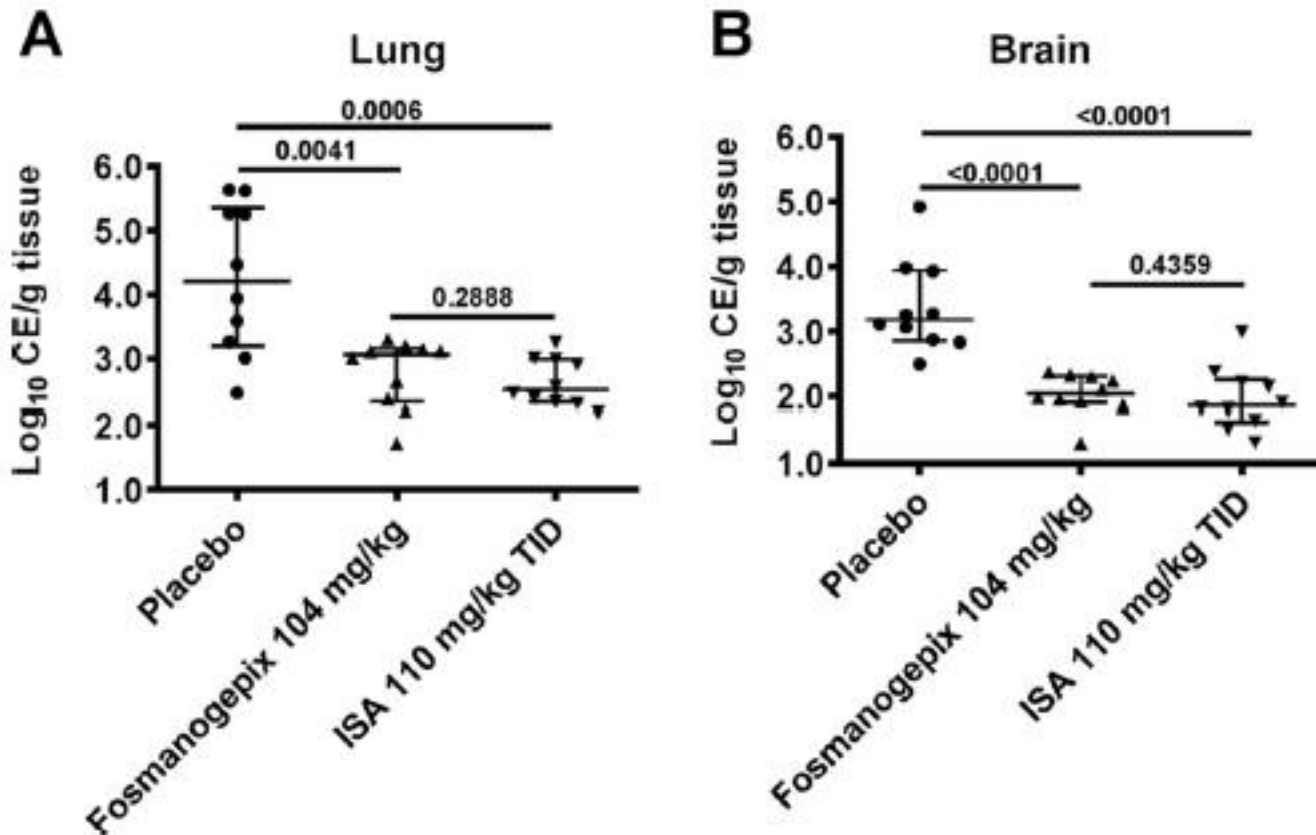 A
Lung
0.0006
0.0041
0.2888
Log10 CE/g tissue
6.0
5.0
4.0
3.0
2.0
1.0
Placebo
Fosmanogepix 104 mg/kg
ISA 110 mg/kg TID
B
Brain
<0.0001
<0.0001
0.4359
Log10 CE/g tissue
6.0
5.0
4.0
3.0
2.0
1.0
Placebo
Fosmanogepix 104 mg/kg
ISA 110 mg/kg TID